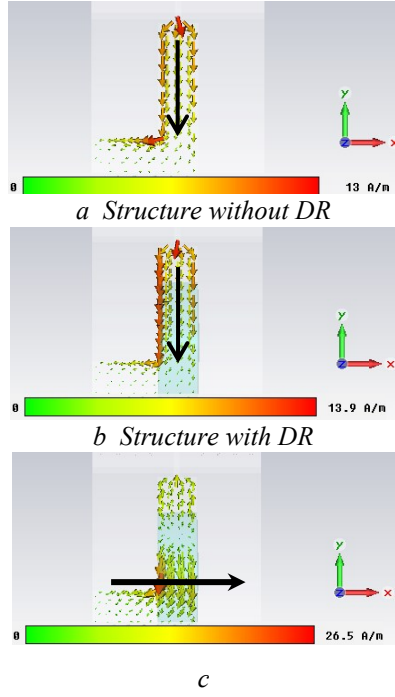 y
z
x
0
13 A/m
a Structure without DR
y
z
x
0
13.9 A/m
b Structure with DR
y
z
x
0
26.5 A/m
c